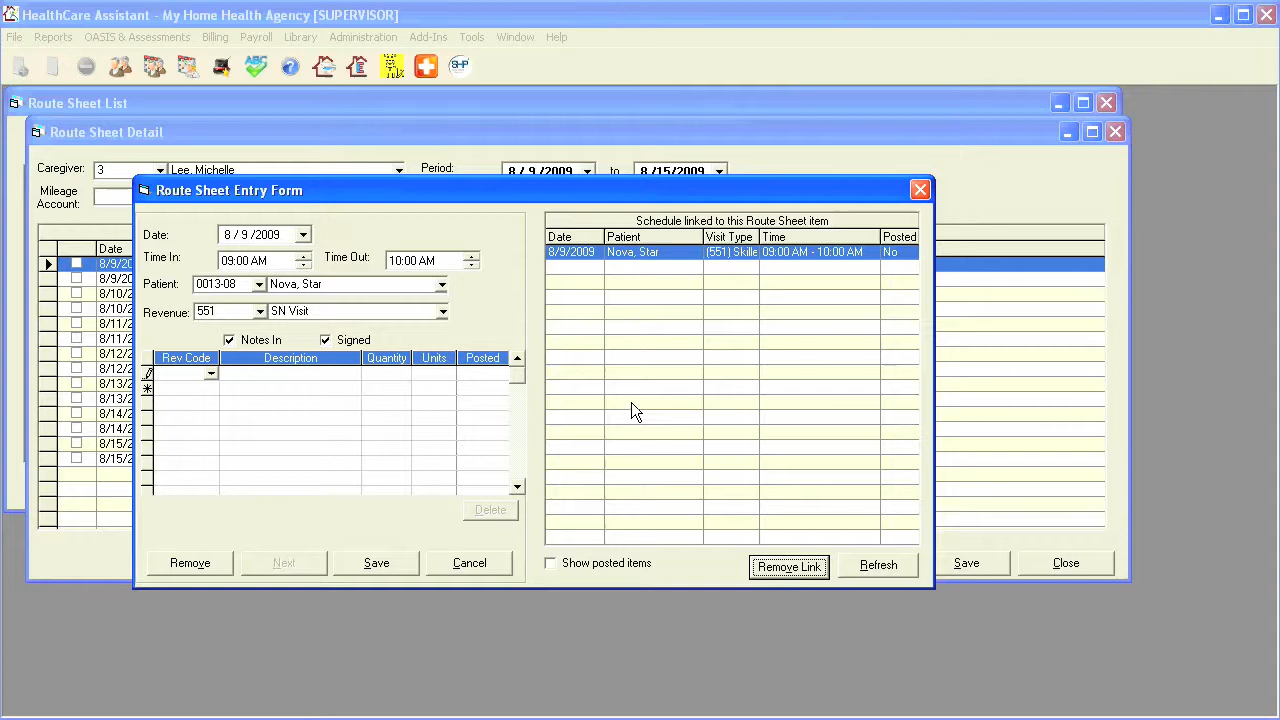 HealthCare Assistant - My Home Health Agency [SUPERVISOR]
File Reports OASIS & Assessments Billing Payroll Library Administration Add-Ins Tools Window Help
ABC ? E SHP
Route Sheet List
Route Sheet Detail
Caregiver: 3 Lee, Michelle Period: 8 / 9 /2009 to 8 /15/2009
Mileage
Account:
Route Sheet Entry Form
Date: 8 / 9 /2009
Time In: 09:00 AM Time Out: 10:00 AM
Patient: 0013-08 Nova, Star
Revenue: 551 SN Visit
Notes In Signed
Rev Code Description Quantity Units Posted
Delete
Remove Next Save Cancel
Schedule linked to this Route Sheet item
Date Patient Visit Type Time Posted
8/9/2009 Nova, Star (551) Skille 09:00 AM - 10:00 AM No
Show posted items Remove Link Refresh
Date
8/9/20
8/9/20
8/10/2
8/10/2
8/11/2
8/11/2
8/12/2
8/12/2
8/13/2
8/13/2
8/14/2
8/14/2
8/15/2
8/15/2
Save Close